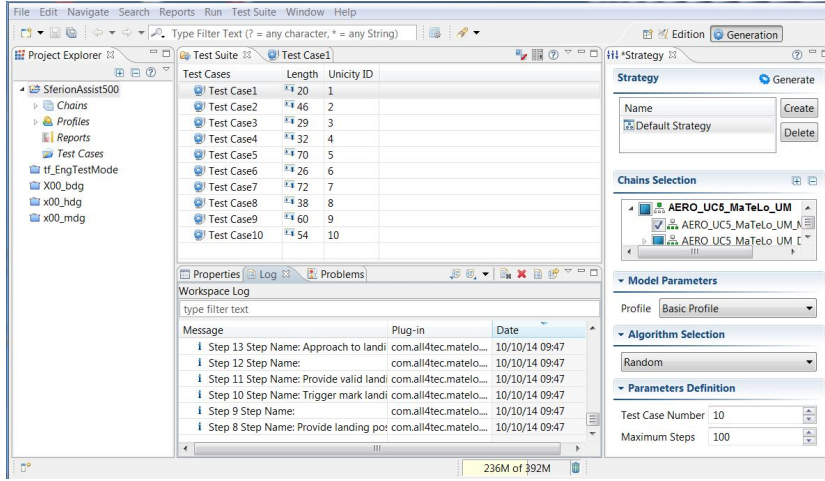 File Edit Navigate Search Reports Run Test Suite Window Help
Type Filter Text (? = any character, * = any String)
Edition Generation
Project Explorer
SferionAssist500
Chains
Profiles
Reports
Test Cases
tf_EngTestMode
X00_bdg
x00_hdg
x00_mdg
Test Suite Test Case1
Test Cases Length Unicity ID
Test Case1 20 1
Test Case2 46 2
Test Case3 29 3
Test Case4 32 4
Test Case5 70 5
Test Case6 26 6
Test Case7 72 7
Test Case8 38 8
Test Case9 60 9
Test Case10 54 10
Properties Log Problems
Workspace Log
type filter text
Message Plug-in Date
Step 13 Step Name: Approach to landi com.all4tec.matelo.... 10/10/14 09:47
Step 12 Step Name: com.all4tec.matelo.... 10/10/14 09:47
Step 11 Step Name: Provide valid landi com.all4tec.matelo.... 10/10/14 09:47
Step 10 Step Name: Trigger mark landi com.all4tec.matelo.... 10/10/14 09:47
Step 9 Step Name: com.all4tec.matelo.... 10/10/14 09:47
Step 8 Step Name: Provide landing pos com.all4tec.matelo.... 10/10/14 09:47
*Strategy
Strategy Generate
Name Create
Default Strategy Delete
Chains Selection
AERO_UC5_MaTeLo_UM
AERO_UC5_MaTeLo_UM_M
AERO_UC5_MaTeLo_UM_D
Model Parameters
Profile Basic Profile
Algorithm Selection
Random
Parameters Definition
Test Case Number 10
Maximum Steps 100
236M of 392M